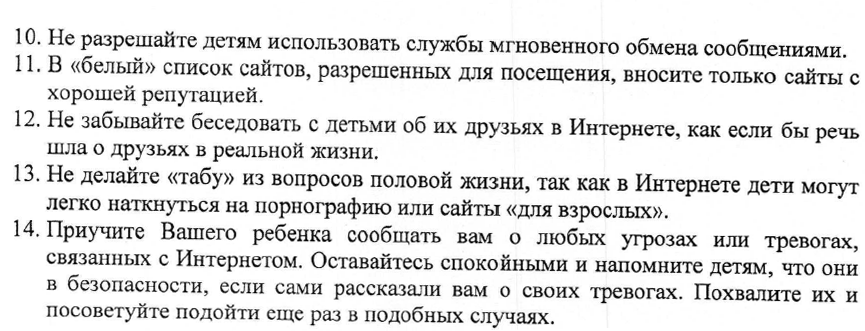 10. Не разрешайте детям использовать службы мгновенного обмена сообщениями.
11. В «белый» список сайтов, разрешенных для посещения, вносите только сайты с
хорошей репутацией.
12. Не забывайте беседовать с детьми об их друзьях в Интернете, как если бы речь
шла о друзьях в реальной жизни.
13. Не делайте «табу» из вопросов половой жизни, так как в Интернете дети могут
легко наткнуться на порнографию или сайты «для взрослых».
14. Приучите Вашего ребенка сообщать вам о любых угрозах или тревогах,
связанных с Интернетом. Оставайтесь спокойными и напомните детям, что они
в безопасности, если сами рассказали вам о своих тревогах. Похвалите их и
посоветуйте подойти еще раз в подобных случаях.